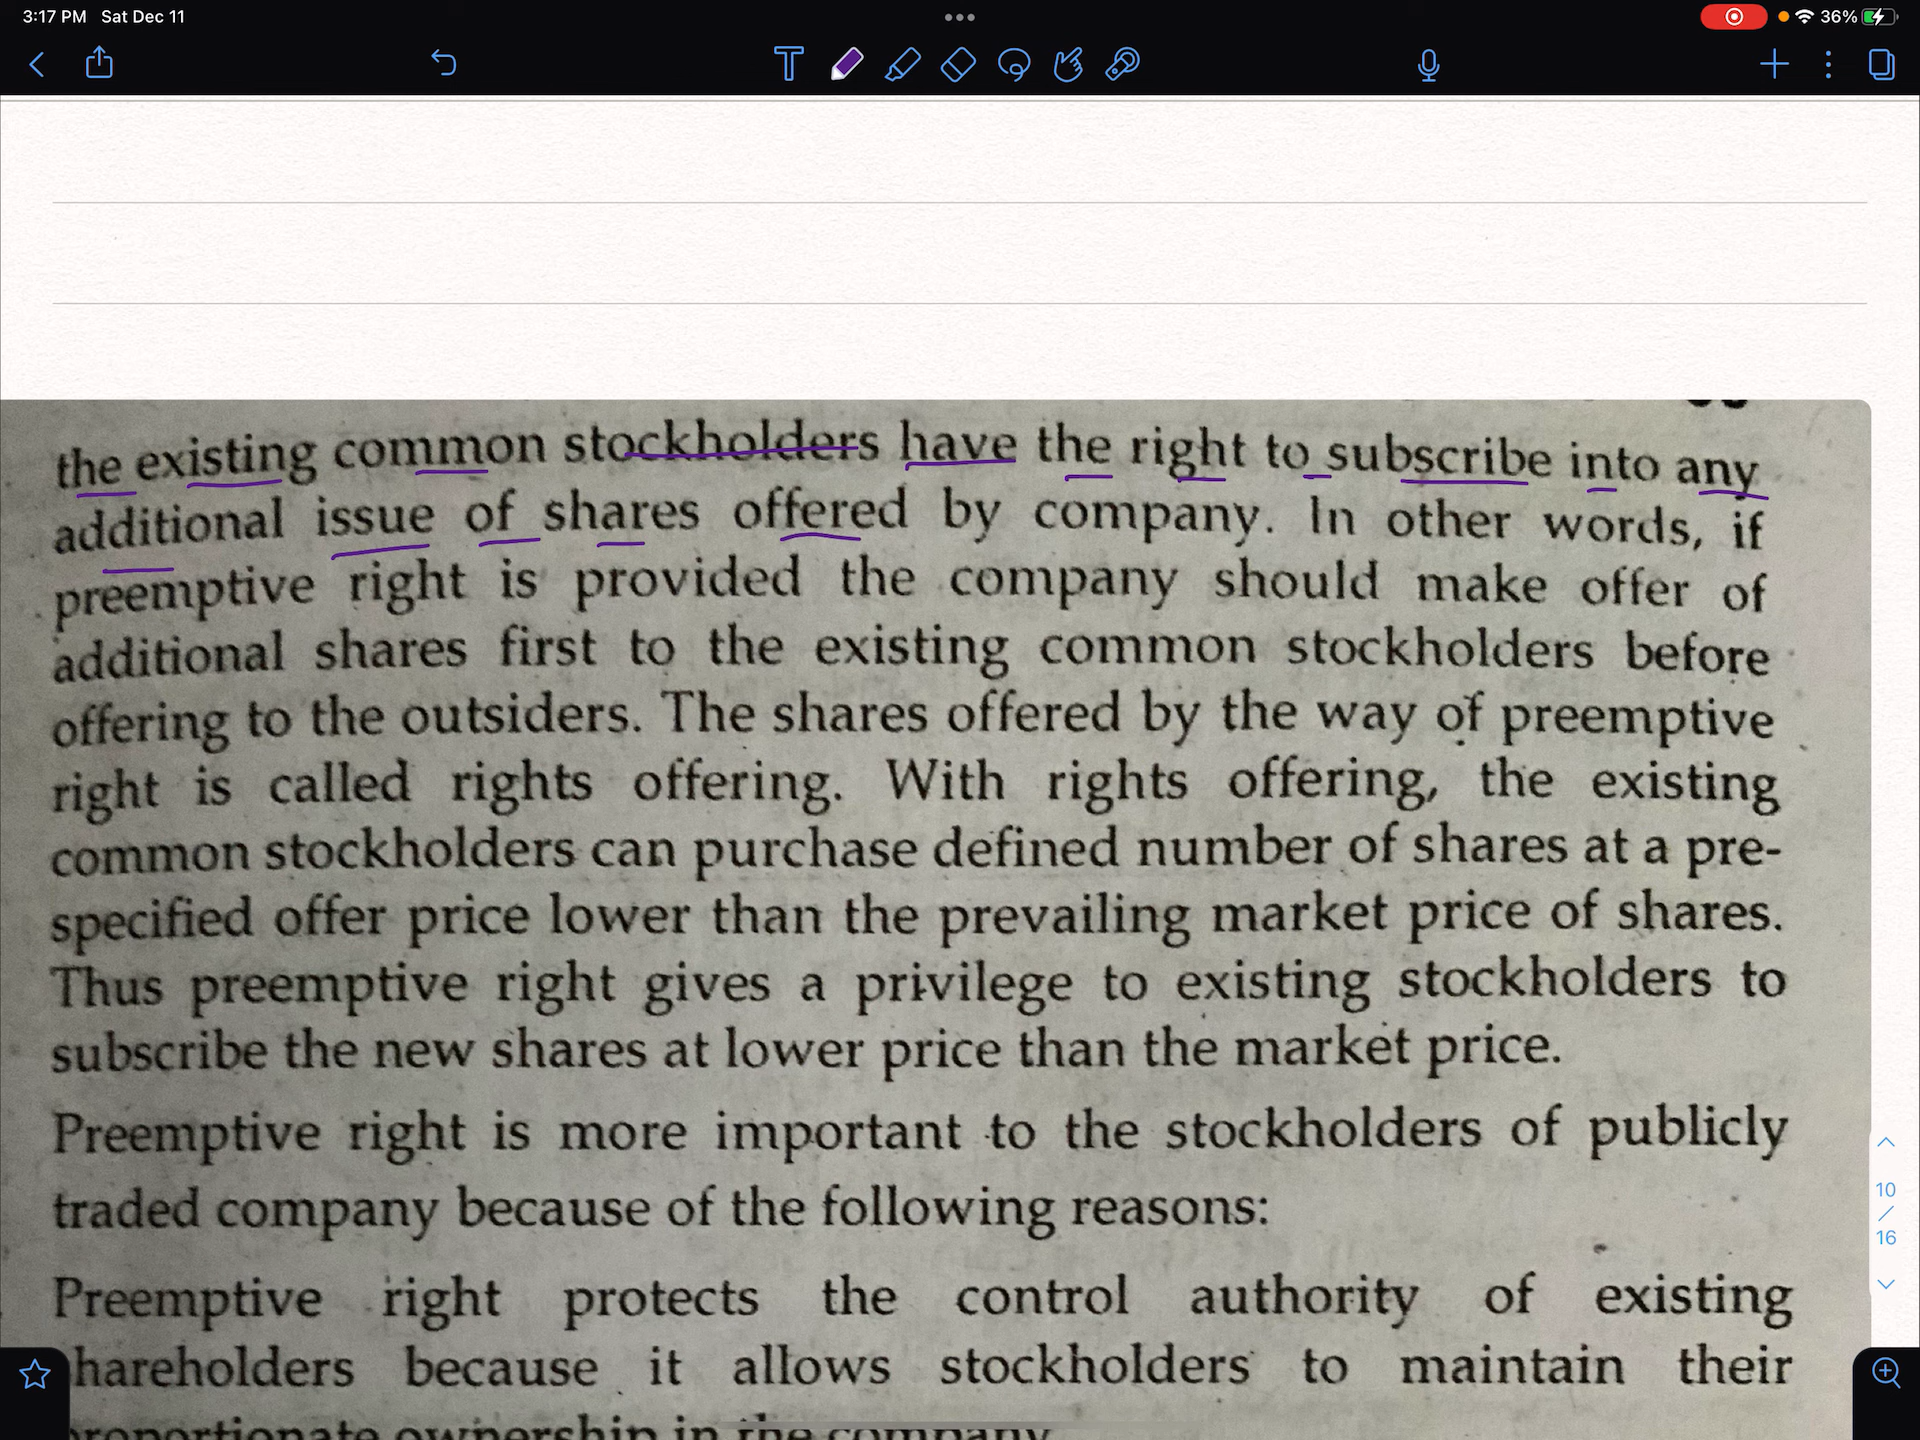 3:17 PM Sat Dec 11
36%
T
the existing common stockholders have the right to subscribe into any
additional issue of shares offered by company. In other words, if
preemptive right is provided the company should make offer of
additional shares first to the existing common stockholders before
offering to the outsiders. The shares offered by the way of preemptive
right is called rights offering. With rights offering, the existing
common stockholders can purchase defined number of shares at a pre-
specified offer price lower than the prevailing market price of shares.
Thus preemptive right gives a privilege to existing stockholders to
subscribe the new shares at lower price than the market price.
Preemptive right is more important to the stockholders of publicly
traded company because of the following reasons:
Preemptive right protects the control authority of existing
hareholders because it allows stockholders to maintain their
proportionate ownership in the company
10
/
16